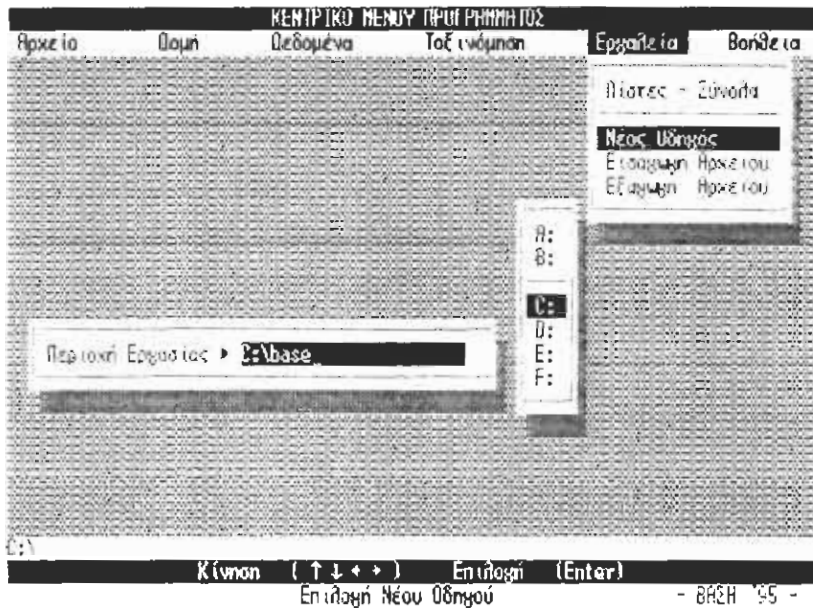 ΚΕΝΤΡΙΚΟ ΜΕΝΟΥ ΠΡΟΓΡΑΜΜΑΤΟΣ
Αρχείο Δομή Δεδομένα Ταξινόμηση Εργαλεία Βοήθεια
Λίστες - Σύνολα
Νέος Οδηγός
Εισαγωγή Αρχείου
Εξαγωγή Αρχείου
A:
B:
C:
D:
E:
F:
Περιοχή Εργασίας ▶ C:\base_
C:\
Κίνηση (↑↓←→) Επιλογή (Enter)
Επιλογή Νέου Οδηγού - ΒΑΣΗ '95 -